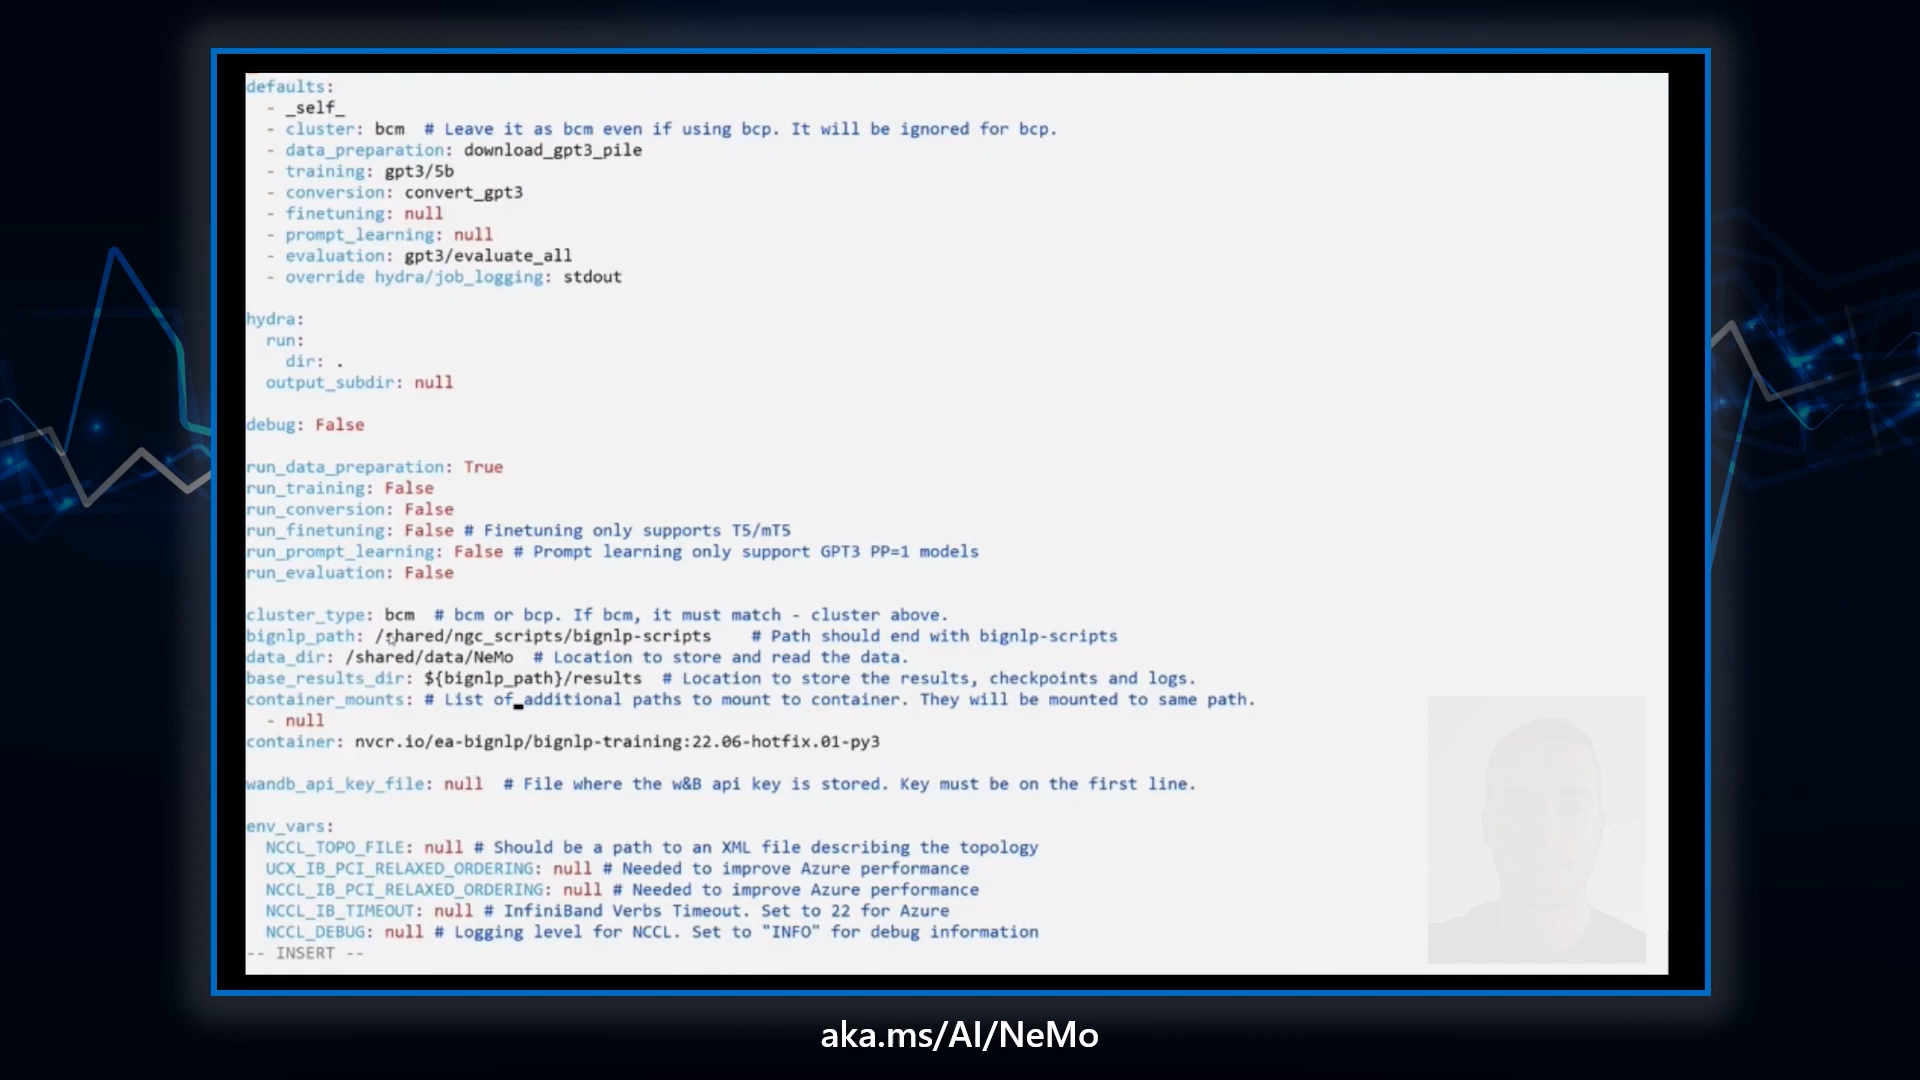 defaults:
  - _self_
  - cluster: bcm  # Leave it as bcm even if using bcp. It will be ignored for bcp.
  - data_preparation: download_gpt3_pile
  - training: gpt3/5b
  - conversion: convert_gpt3
  - finetuning: null
  - prompt_learning: null
  - evaluation: gpt3/evaluate_all
  - override hydra/job_logging: stdout
hydra:
  run:
    dir: .
  output_subdir: null
debug: False
run_data_preparation: True
run_training: False
run_conversion: False
run_finetuning: False # Finetuning only supports T5/mT5
run_prompt_learning: False # Prompt learning only support GPT3 PP=1 models
run_evaluation: False
cluster_type: bcm  # bcm or bcp. If bcm, it must match - cluster above.
bignlp_path: /shared/ngc_scripts/bignlp-scripts    # Path should end with bignlp-scripts
data_dir: /shared/data/NeMo  # Location to store and read the data.
base_results_dir: ${bignlp_path}/results  # Location to store the results, checkpoints and logs.
container_mounts: # List of additional paths to mount to container. They will be mounted to same path.
  - null
container: nvcr.io/ea-bignlp/bignlp-training:22.06-hotfix.01-py3
wandb_api_key_file: null  # File where the w&B api key is stored. Key must be on the first line.
env_vars:
  NCCL_TOPO_FILE: null # Should be a path to an XML file describing the topology
  UCX_IB_PCI_RELAXED_ORDERING: null # Needed to improve Azure performance
  NCCL_IB_PCI_RELAXED_ORDERING: null # Needed to improve Azure performance
  NCCL_IB_TIMEOUT: null # InfiniBand Verbs Timeout. Set to 22 for Azure
  NCCL_DEBUG: null # Logging level for NCCL. Set to "INFO" for debug information
-- INSERT --
aka.ms/AI/NeMo